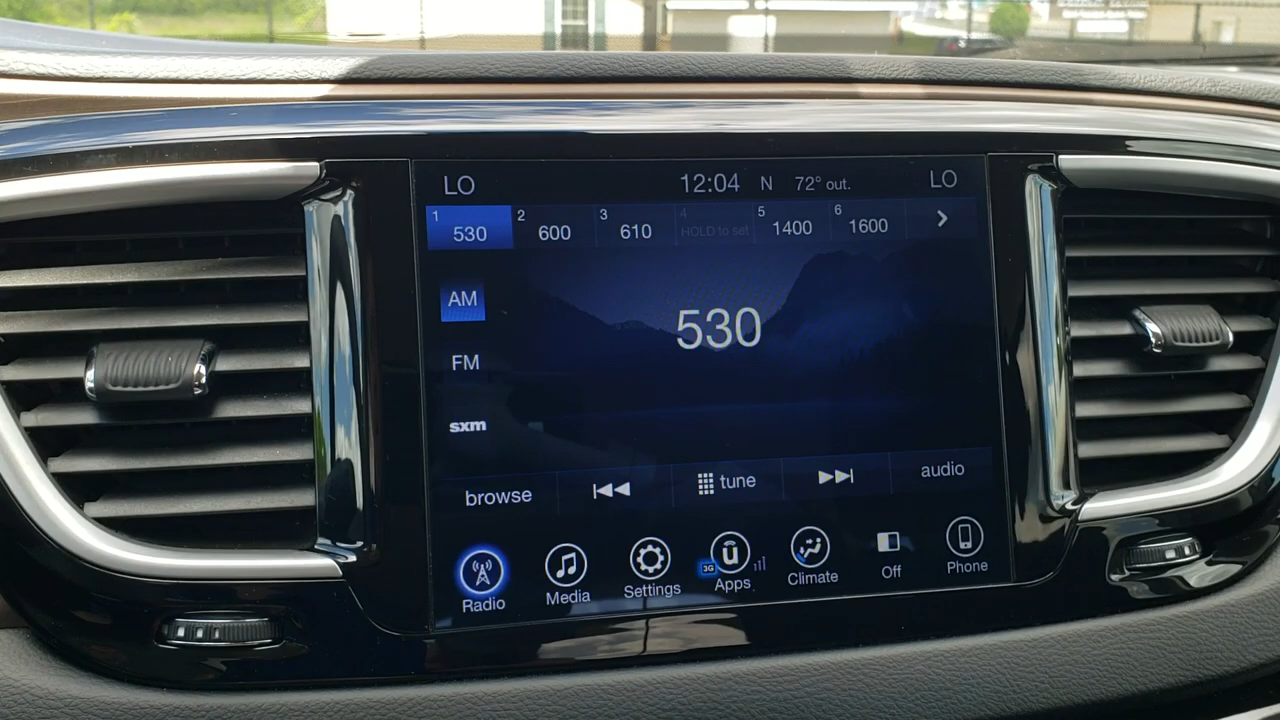 LO 12:04 N 72° out. LO
1 530 2 600 3 610 4 HOLD to set 5 1400 6 1600
AM
530
FM
sxm
browse tune audio
3G
Radio Media Settings Apps Climate Off Phone